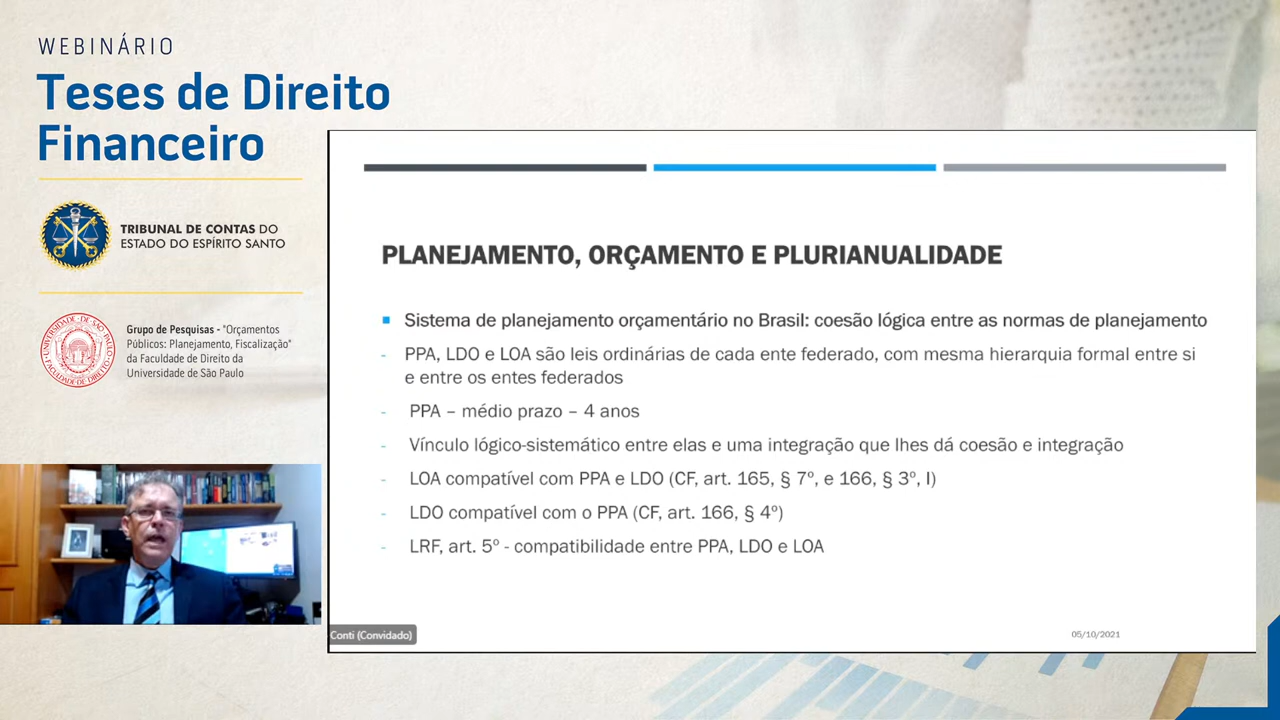 WEBINÁRIO
Teses de Direito
Financeiro
TRIBUNAL DE CONTAS DO
ESTADO DO ESPÍRITO SANTO
Grupo de Pesquisas - "Orçamentos
Públicos: Planejamento, Fiscalização"
da Faculdade de Direito da
Universidade de São Paulo
PLANEJAMENTO, ORÇAMENTO E PLURIANUALIDADE
Sistema de planejamento orçamentário no Brasil: coesão lógica entre as normas de planejamento
- PPA, LDO e LOA são leis ordinárias de cada ente federado, com mesma hierarquia formal entre si
e entre os entes federados
- PPA – médio prazo – 4 anos
- Vínculo lógico-sistemático entre elas e uma integração que lhes dá coesão e integração
- LOA compatível com PPA e LDO (CF, art. 165, § 7º, e 166, § 3º, I)
- LDO compatível com o PPA (CF, art. 166, § 4º)
- LRF, art. 5º - compatibilidade entre PPA, LDO e LOA
Conti (Convidado)
05/10/2021